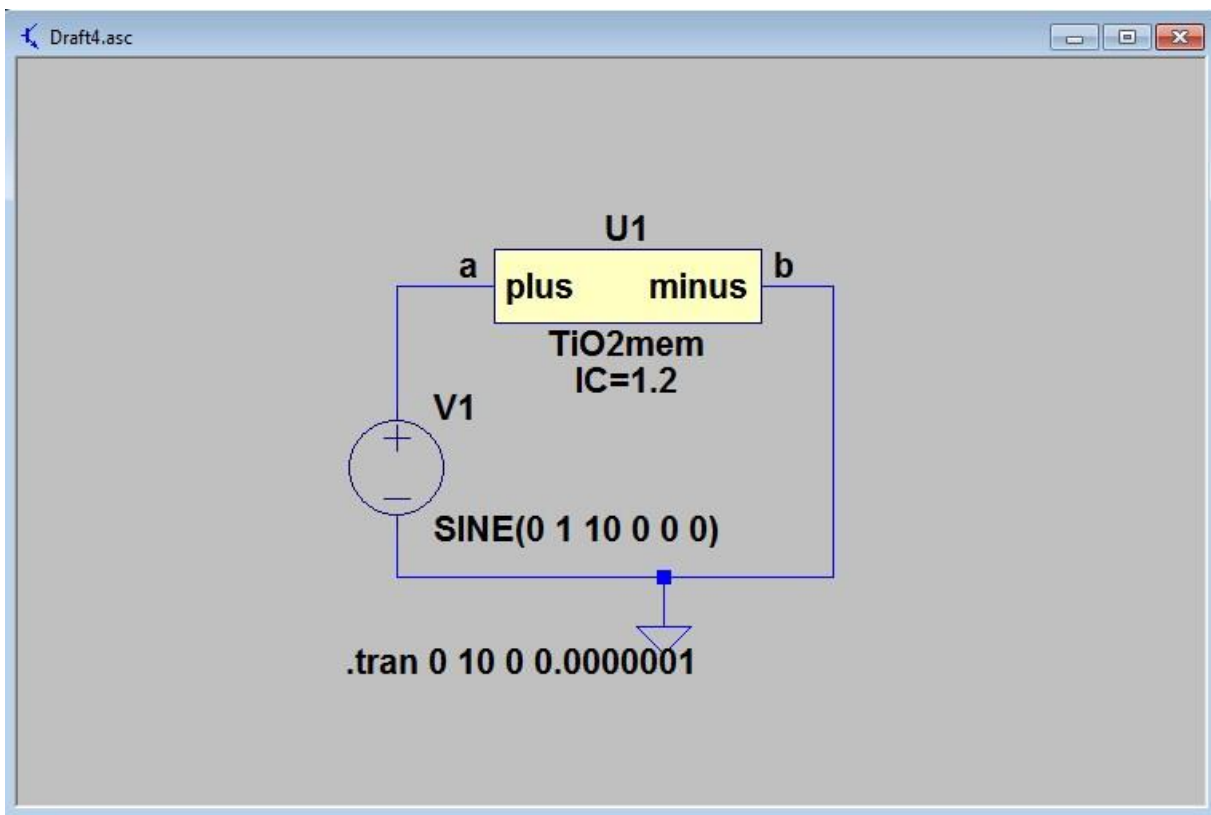 Draft4.asc
U1
a
b
plus minus
TiO2mem
IC=1.2
V1
SINE(0 1 10 0 0 0)
.tran 0 10 0 0.0000001